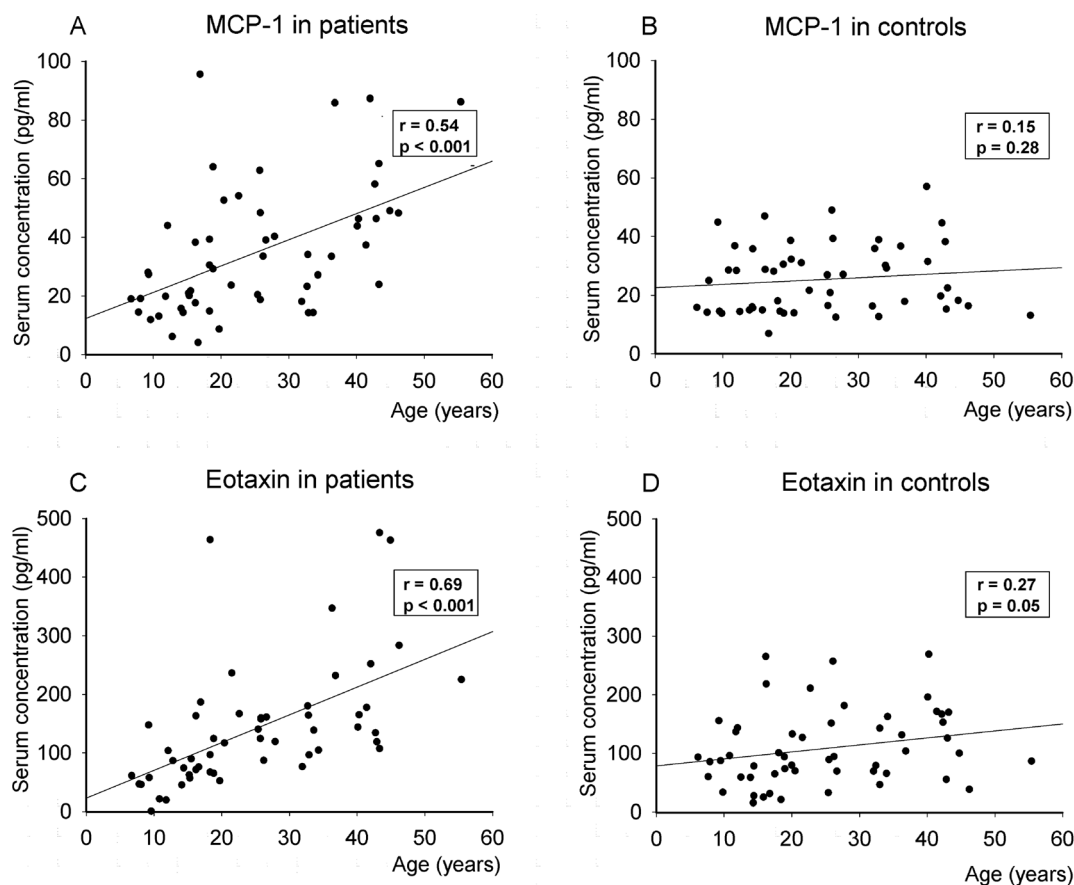 A
MCP-1 in patients
Serum concentration (pg/ml)
100
80
60
40
20
0
r = 0.54
p < 0.001
0 10 20 30 40 50 60
Age (years)
B
MCP-1 in controls
Serum concentration (pg/ml)
100
80
60
40
20
0
r = 0.15
p = 0.28
0 10 20 30 40 50 60
Age (years)
C
Eotaxin in patients
Serum concentration (pg/ml)
500
400
300
200
100
0
r = 0.69
p < 0.001
0 10 20 30 40 50 60
Age (years)
D
Eotaxin in controls
Serum concentration (pg/ml)
500
400
300
200
100
0
r = 0.27
p = 0.05
0 10 20 30 40 50 60
Age (years)